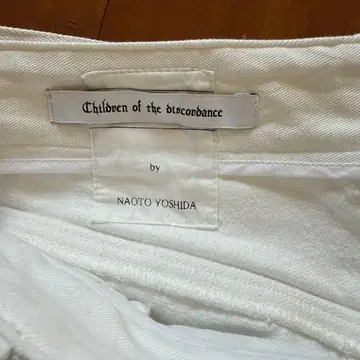 Children of the discordance
by
NAOTO YOSHIDA